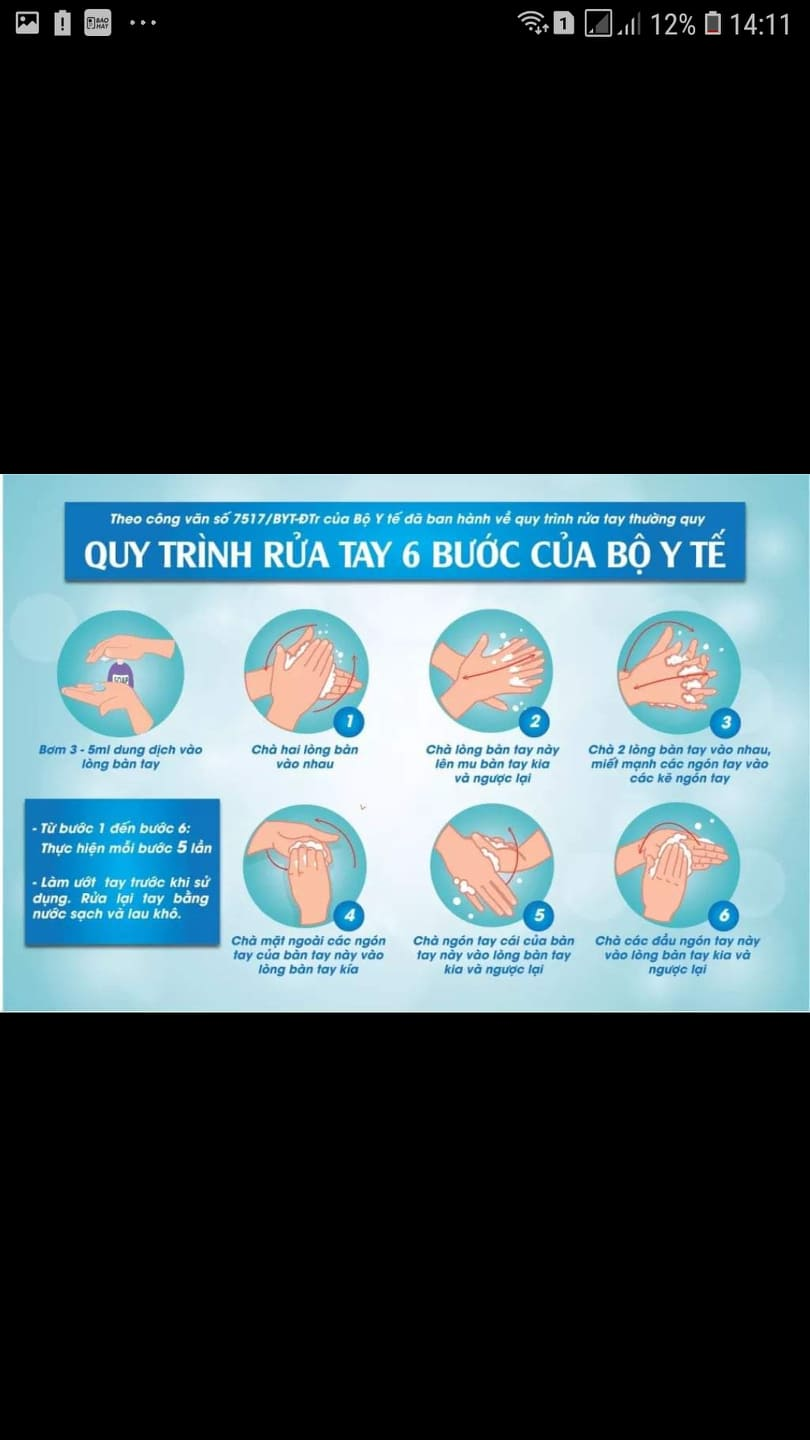 BÁO
HAY
1
12%
14:11
Theo công văn số 7517/BYT-ĐTr của Bộ Y tế đã ban hành về quy trình rửa tay thường quy
QUY TRÌNH RỬA TAY 6 BƯỚC CỦA BỘ Y TẾ
SOAP
Bơm 3 - 5ml dung dịch vào
lòng bàn tay
1
Chà hai lòng bàn
vào nhau
2
Chà lòng bàn tay này
lên mu bàn tay kia
và ngược lại
3
Chà 2 lòng bàn tay vào nhau,
miết mạnh các ngón tay vào
các kẽ ngón tay
- Từ bước 1 đến bước 6:
Thực hiện mỗi bước 5 lần
- Làm ướt tay trước khi sử
dụng. Rửa lại tay bằng
nước sạch và lau khô.
4
Chà mặt ngoài các ngón
tay của bàn tay này vào
lòng bàn tay kía
5
Chà ngón tay cái của bàn
tay này vào lòng bàn tay
kia và ngược lại
6
Chà các đầu ngón tay này
vào lòng bàn tay kia và
ngược lại